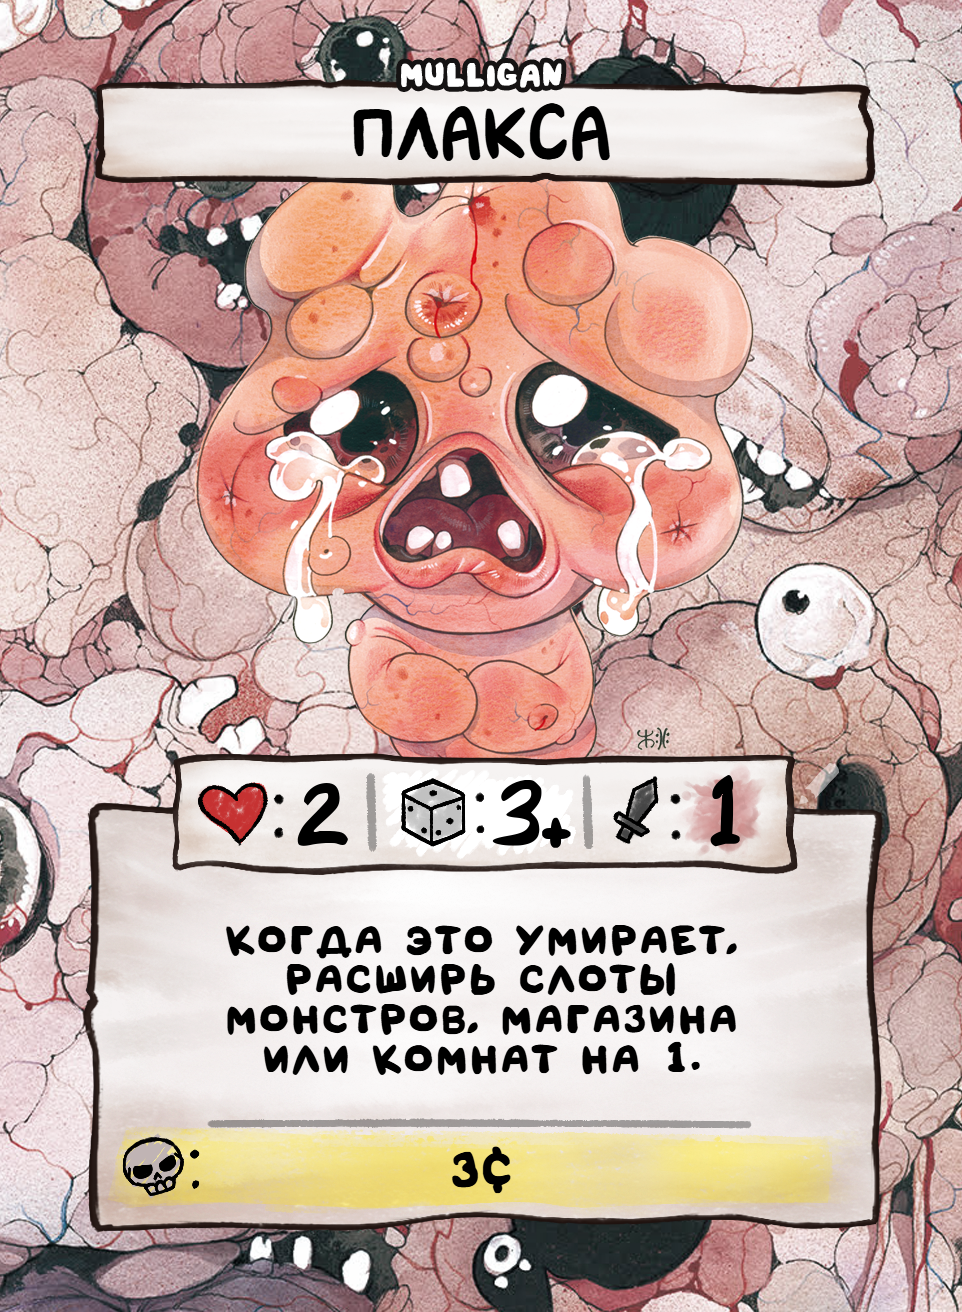 MULLIGAN
ПЛАКСА
: 2 | : 3+ | : 1
КОГДА ЭТО УМИРАЕТ,
РАСШИРЬ СЛОТЫ
МОНСТРОВ, МАГАЗИНА
ИЛИ КОМНАТ НА 1.
: 3¢